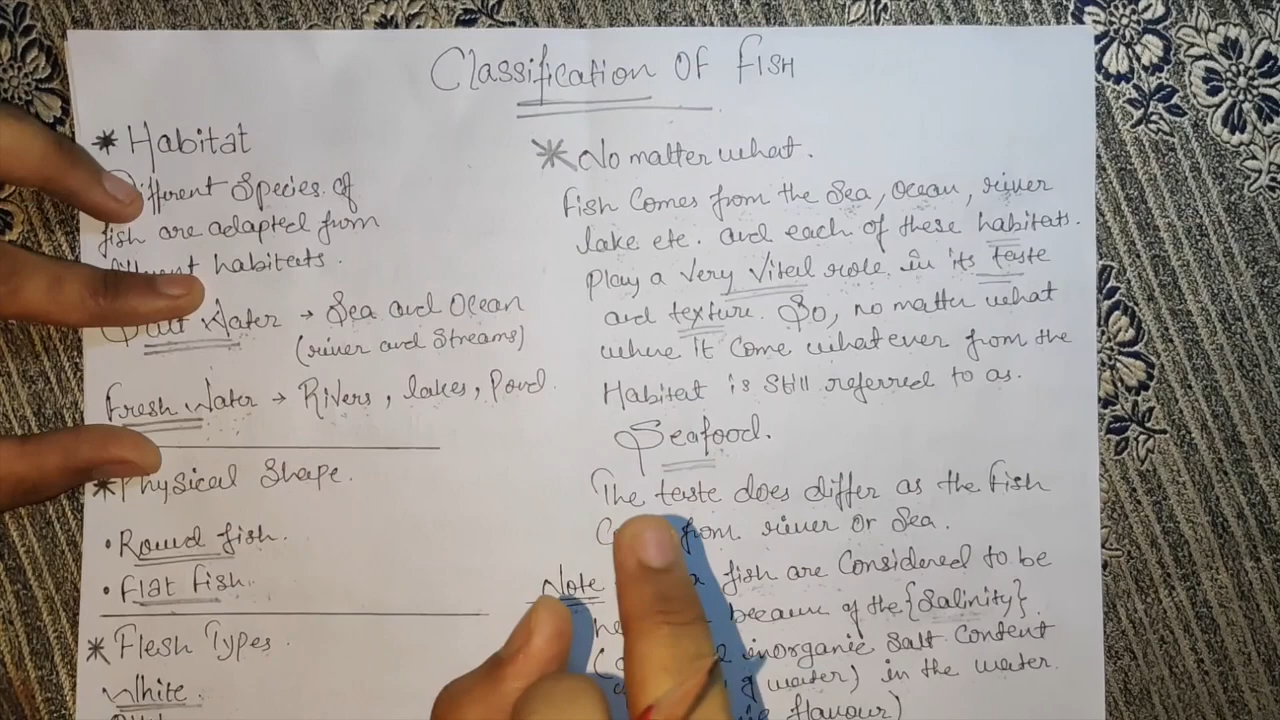 Classification Of Fish
* Habitat
Different Species of
fish are adapted from
habitats.
Salt Water → Sea and Ocean
(river and Streams)
Fresh Water → Rivers, lakes, Pond.
* Physical Shape.
• Round fish.
• Flat fish.
* Flesh Types.
White.
* No matter what.
Fish Comes from the Sea, Ocean, river
lake etc. and each of these habitats.
Play a Very Vital role in its taste
and texture. So, no matter what
where it Come whatever from the
Habitat is Still referred to as.
Seafood.
The taste does differ as the fish
from river or Sea.
Note fish are Considered to be
because of the {Salinity}.
inorganic Salt Content
water) in the water.
flavour)